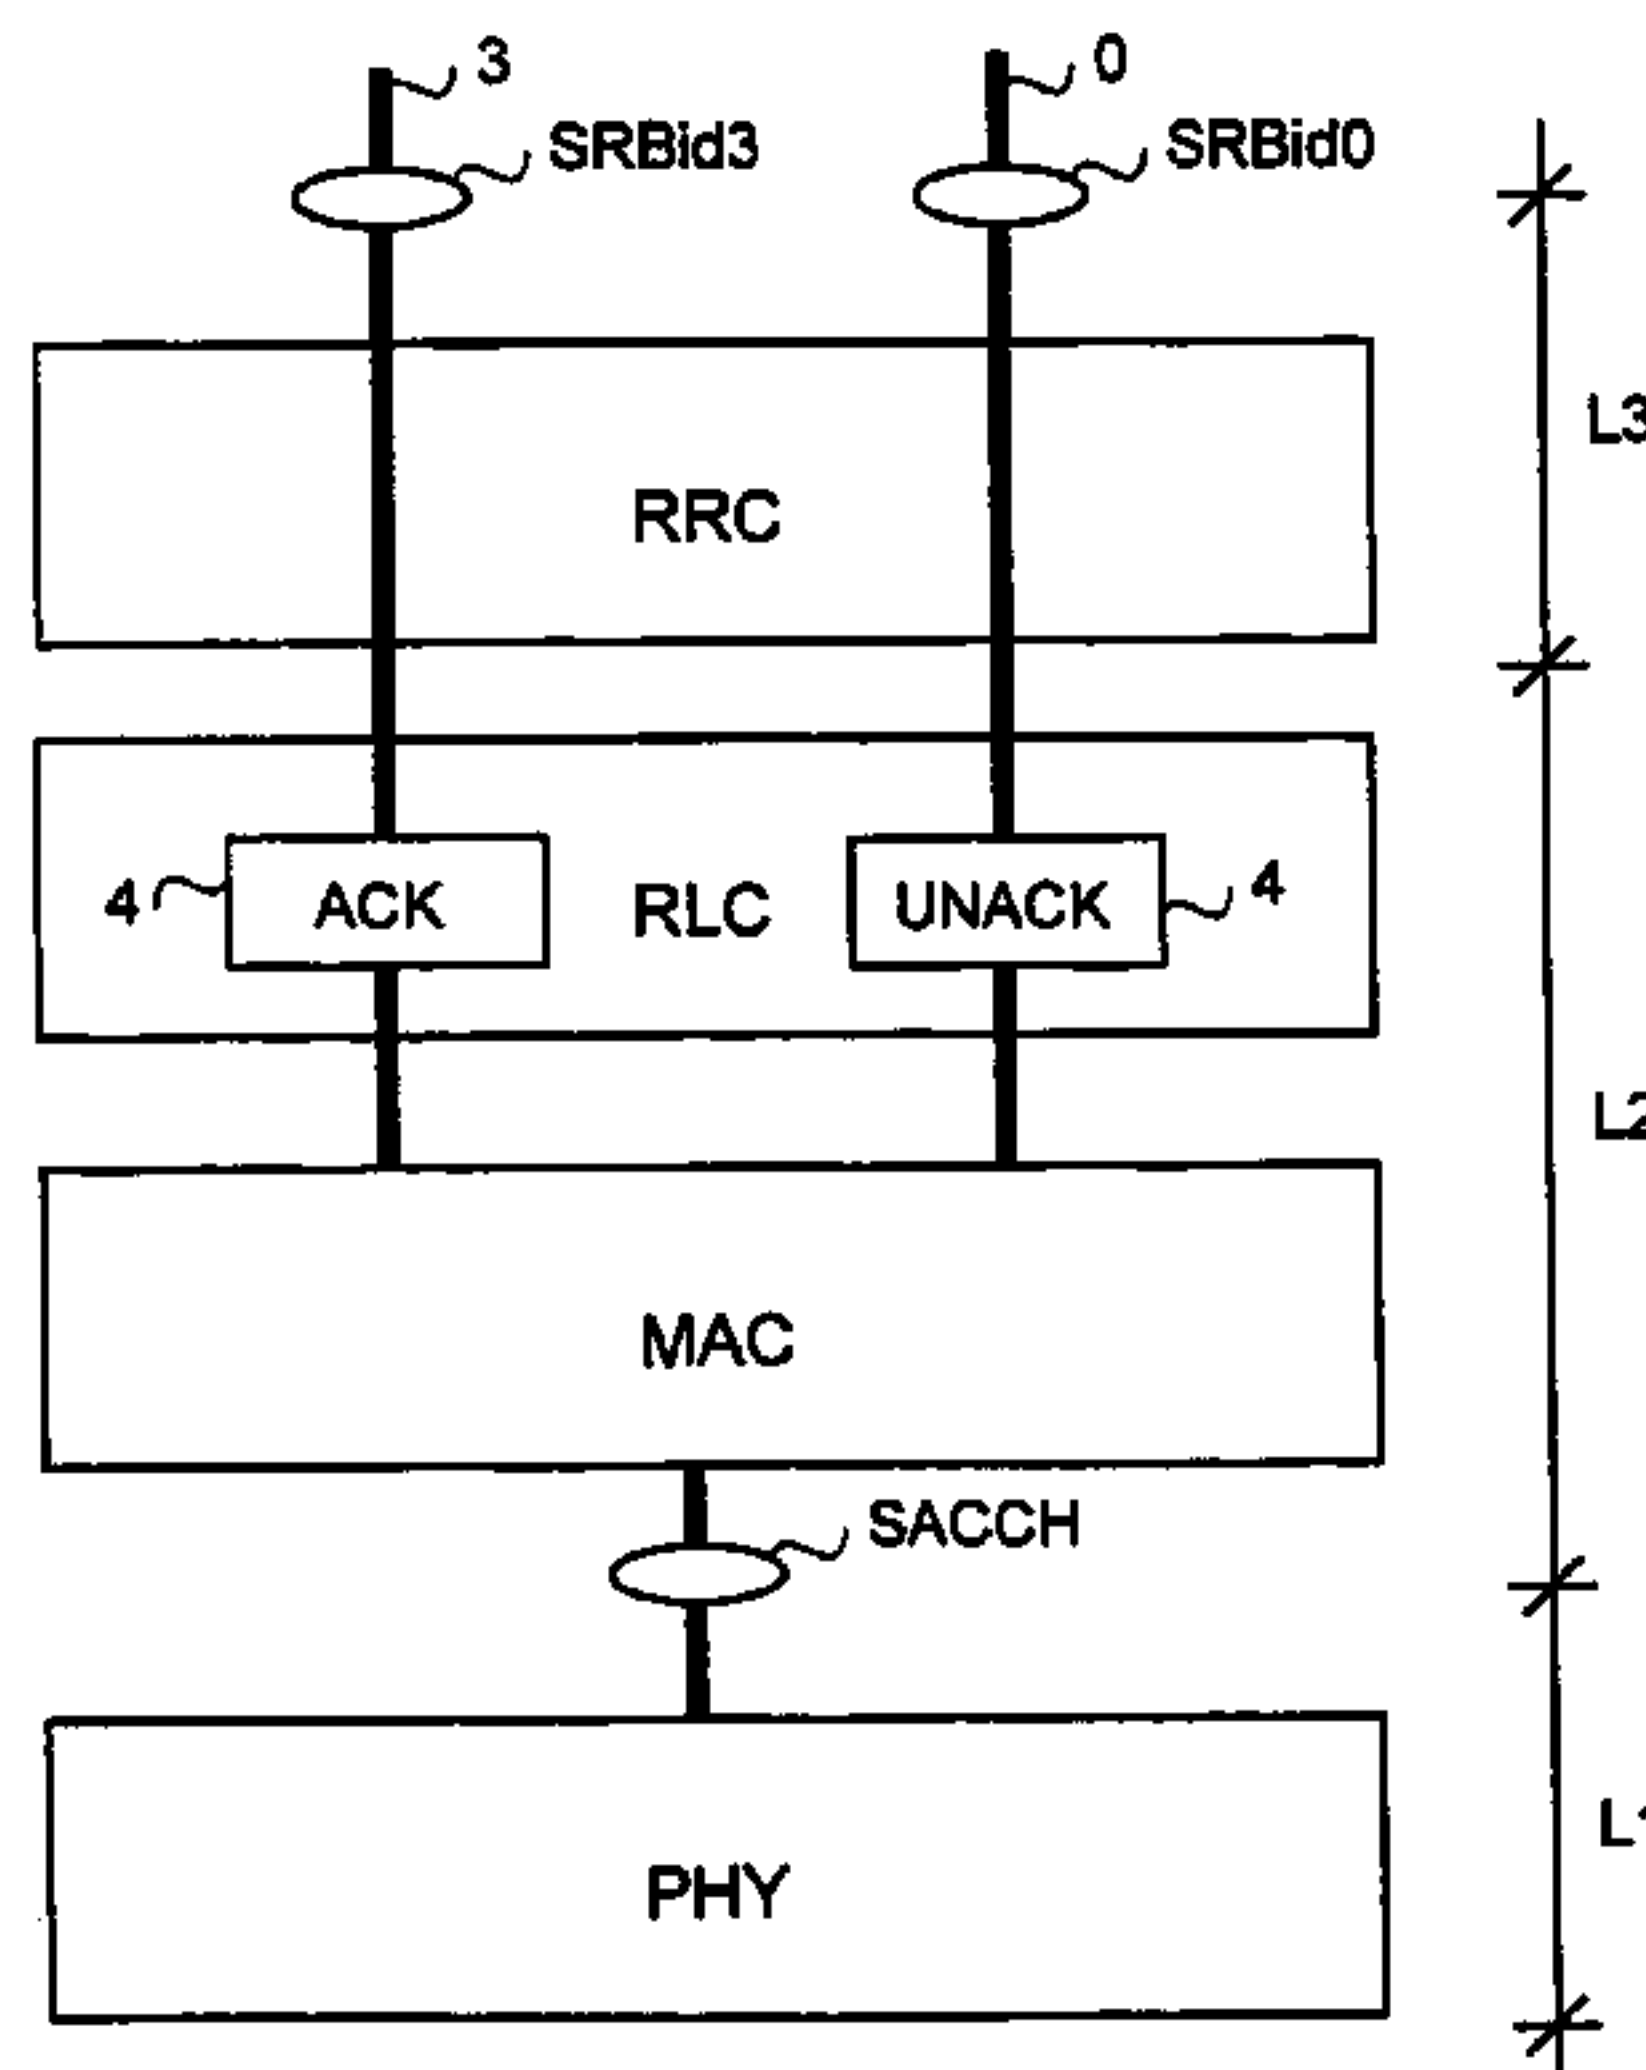 3
0
SRBid3
SRBid0
L3
RRC
4
ACK
RLC
UNACK
4
L2
MAC
SACCH
L1
PHY